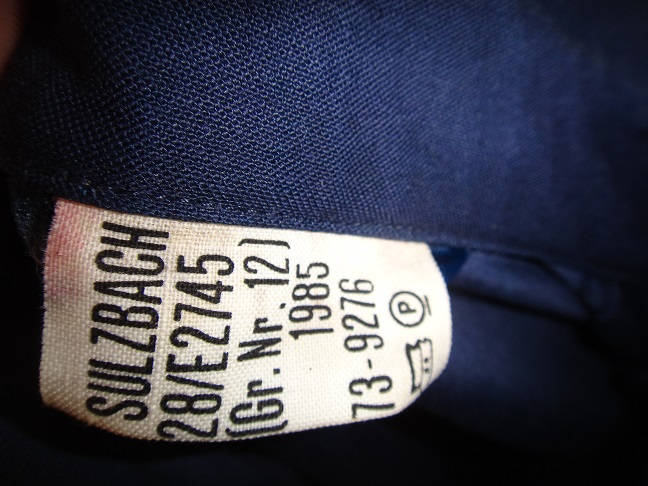 SULZBACH
28/E2745
(Gr.Nr. 12)
1985
73-9276
P